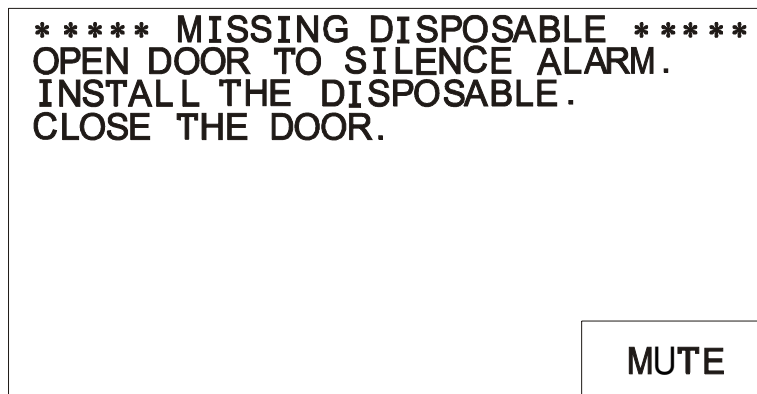 ***** MISSING DISPOSABLE *****
OPEN DOOR TO SILENCE ALARM.
INSTALL THE DISPOSABLE.
CLOSE THE DOOR.
MUTE